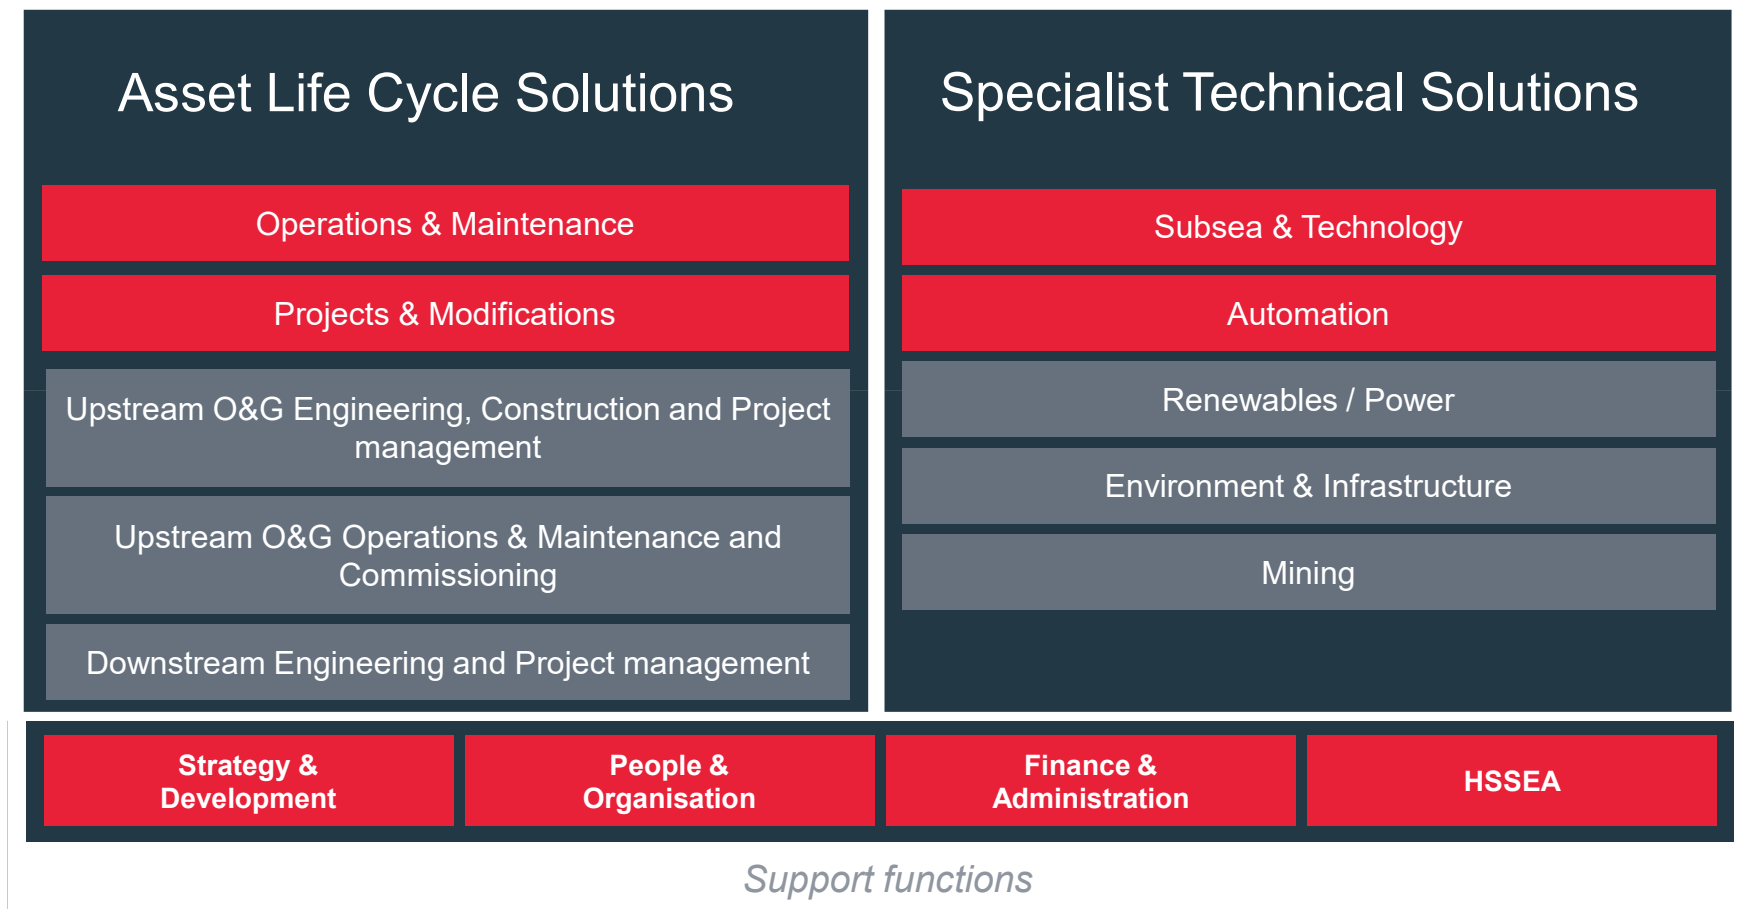 Asset Life Cycle Solutions
Operations & Maintenance
Projects & Modifications
Upstream O&G Engineering, Construction and Project
management
Upstream O&G Operations & Maintenance and
Commissioning
Downstream Engineering and Project management
Specialist Technical Solutions
Subsea & Technology
Automation
Renewables / Power
Environment & Infrastructure
Mining
Strategy &
Development
People &
Organisation
Finance &
Administration
HSSEA
Support functions